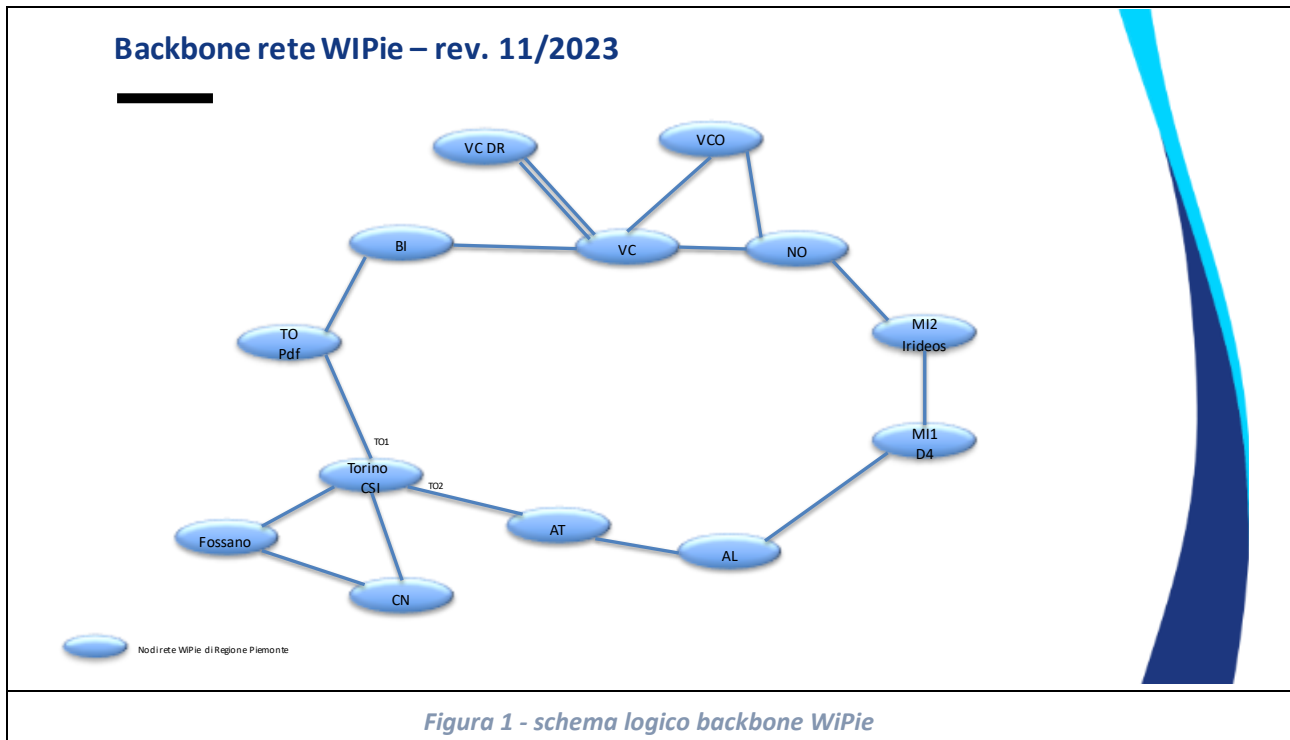 Backbone rete WIPie – rev. 11/2023
VC DR
VCO
BI
VC
NO
TO
Pdf
MI2
Irideos
MI1
D4
TO1
Torino
CSI
TO2
AT
Fossano
AL
CN
Nodi rete WiPie di Regione Piemonte
Figura 1 - schema logico backbone WiPie